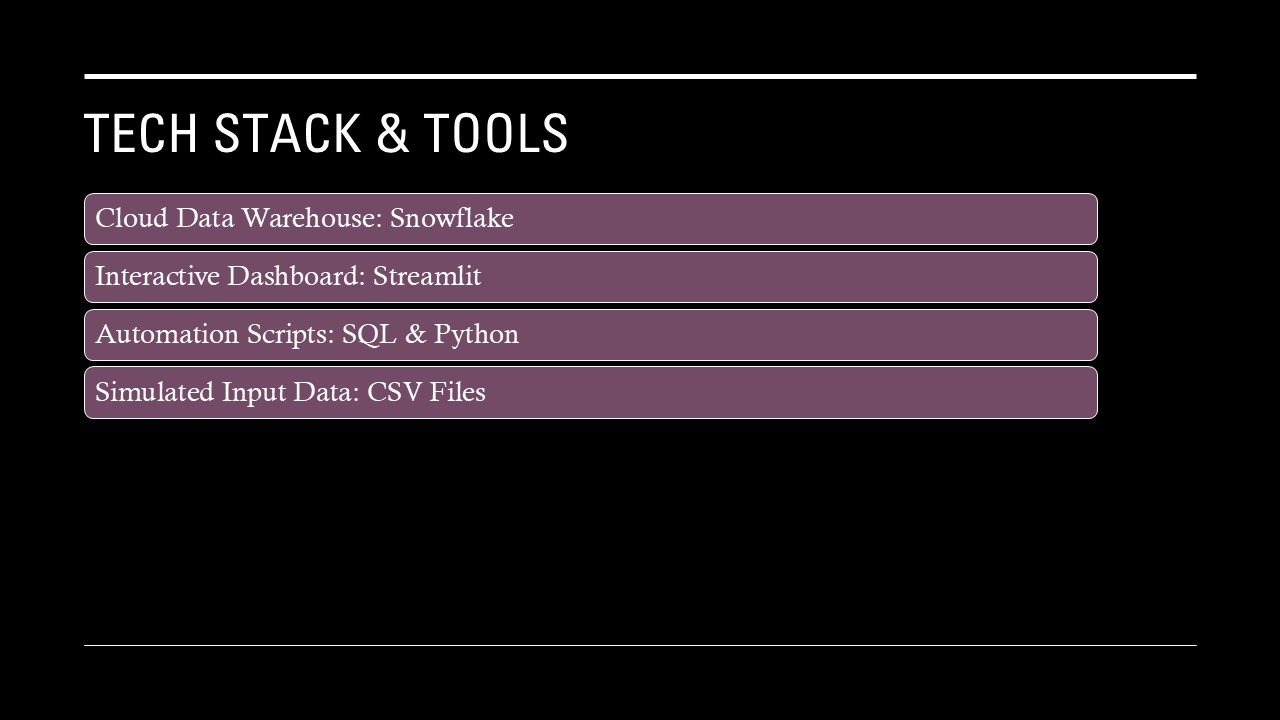 TECH STACK & TOOLS
Cloud Data Warehouse: Snowflake
Interactive Dashboard: Streamlit
Automation Scripts: SQL & Python
Simulated Input Data: CSV Files